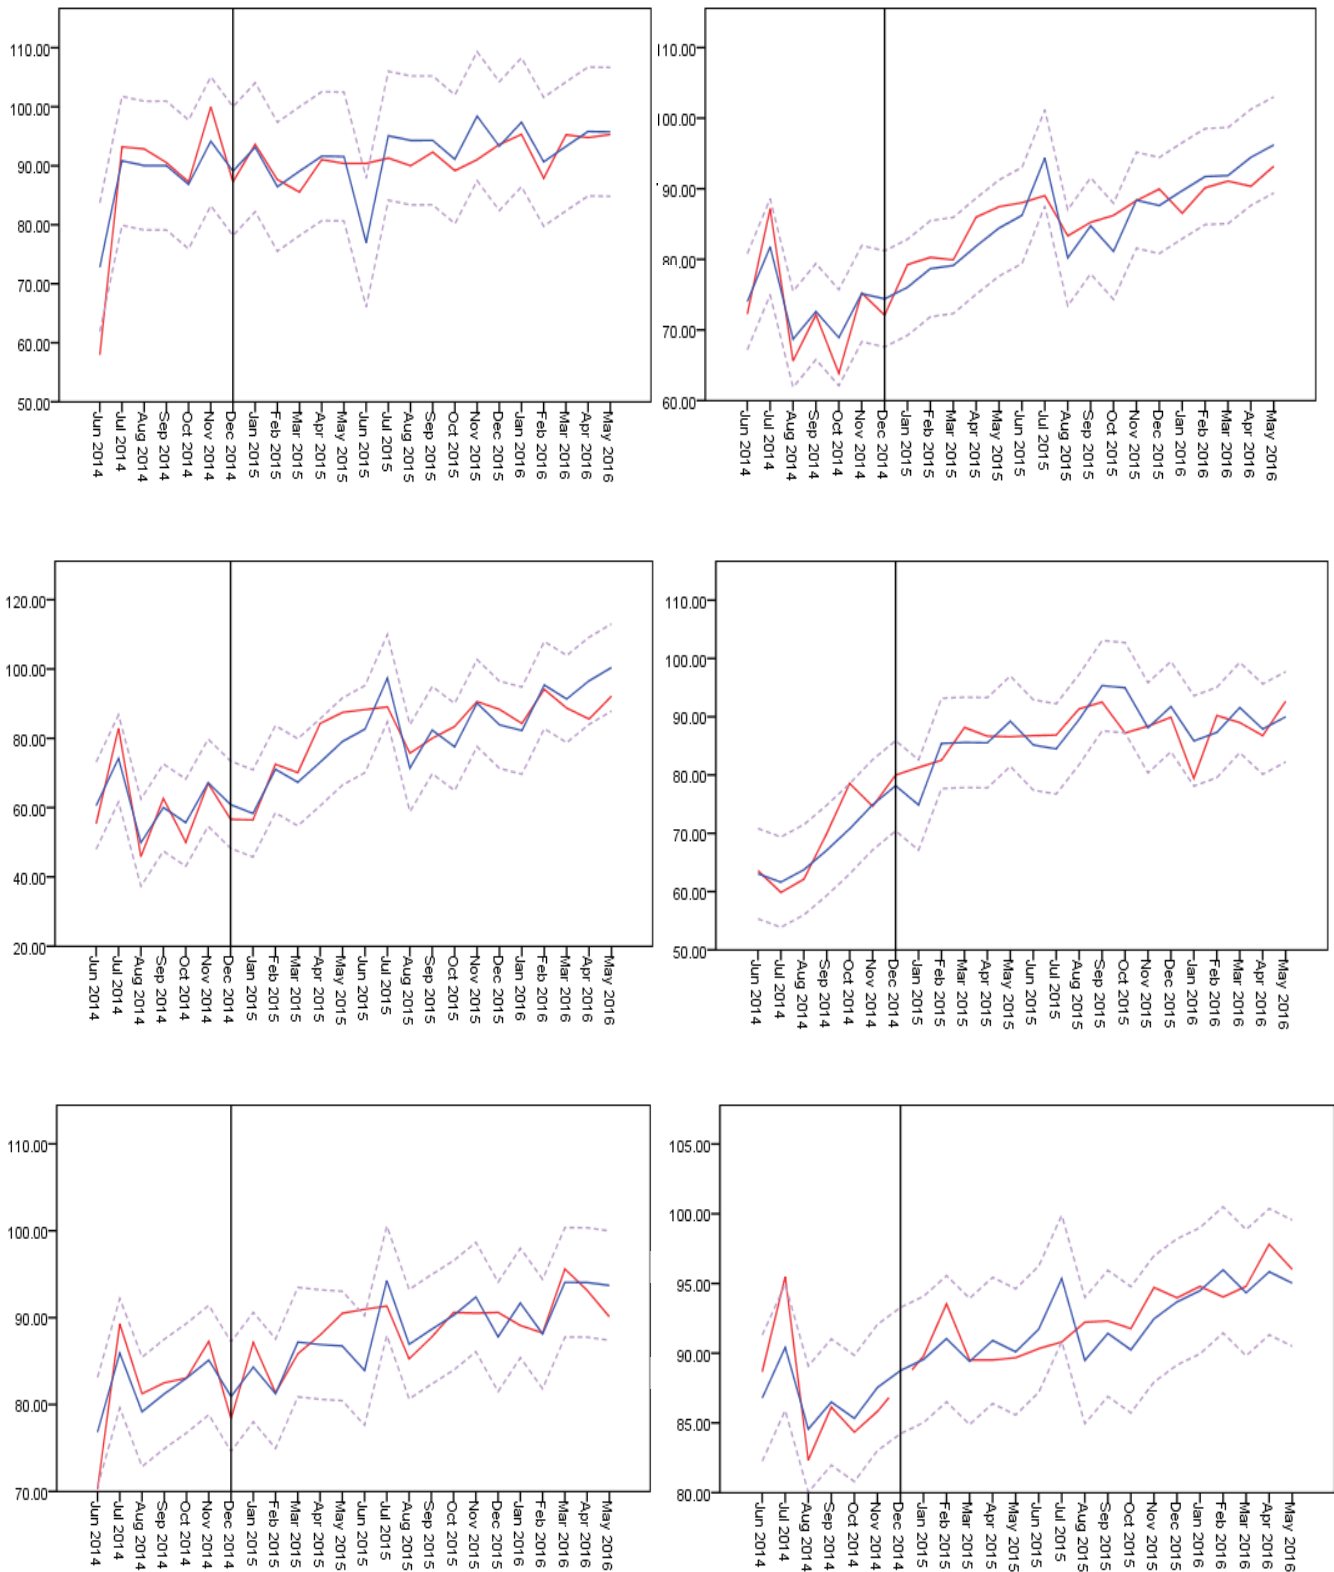 110.00
100.00
90.00
80.00
70.00
60.00
50.00
Jun 2014
Jul 2014
Aug 2014
Sep 2014
Oct 2014
Nov 2014
Dec 2014
Jan 2015
Feb 2015
Mar 2015
Apr 2015
May 2015
Jun 2015
Jul 2015
Aug 2015
Sep 2015
Oct 2015
Nov 2015
Dec 2015
Jan 2016
Feb 2016
Mar 2016
Apr 2016
May 2016
110.00
100.00
90.00
80.00
70.00
60.00
Jun 2014
Jul 2014
Aug 2014
Sep 2014
Oct 2014
Nov 2014
Dec 2014
Jan 2015
Feb 2015
Mar 2015
Apr 2015
May 2015
Jun 2015
Jul 2015
Aug 2015
Sep 2015
Oct 2015
Nov 2015
Dec 2015
Jan 2016
Feb 2016
Mar 2016
Apr 2016
May 2016
120.00
100.00
80.00
60.00
40.00
20.00
Jun 2014
Jul 2014
Aug 2014
Sep 2014
Oct 2014
Nov 2014
Dec 2014
Jan 2015
Feb 2015
Mar 2015
Apr 2015
May 2015
Jun 2015
Jul 2015
Aug 2015
Sep 2015
Oct 2015
Nov 2015
Dec 2015
Jan 2016
Feb 2016
Mar 2016
Apr 2016
May 2016
110.00
100.00
90.00
80.00
70.00
60.00
50.00
Jun 2014
Jul 2014
Aug 2014
Sep 2014
Oct 2014
Nov 2014
Dec 2014
Jan 2015
Feb 2015
Mar 2015
Apr 2015
May 2015
Jun 2015
Jul 2015
Aug 2015
Sep 2015
Oct 2015
Nov 2015
Dec 2015
Jan 2016
Feb 2016
Mar 2016
Apr 2016
May 2016
110.00
100.00
90.00
80.00
70.00
Jun 2014
Jul 2014
Aug 2014
Sep 2014
Oct 2014
Nov 2014
Dec 2014
Jan 2015
Feb 2015
Mar 2015
Apr 2015
May 2015
Jun 2015
Jul 2015
Aug 2015
Sep 2015
Oct 2015
Nov 2015
Dec 2015
Jan 2016
Feb 2016
Mar 2016
Apr 2016
May 2016
105.00
100.00
95.00
90.00
85.00
80.00
Jun 2014
Jul 2014
Aug 2014
Sep 2014
Oct 2014
Nov 2014
Dec 2014
Jan 2015
Feb 2015
Mar 2015
Apr 2015
May 2015
Jun 2015
Jul 2015
Aug 2015
Sep 2015
Oct 2015
Nov 2015
Dec 2015
Jan 2016
Feb 2016
Mar 2016
Apr 2016
May 2016